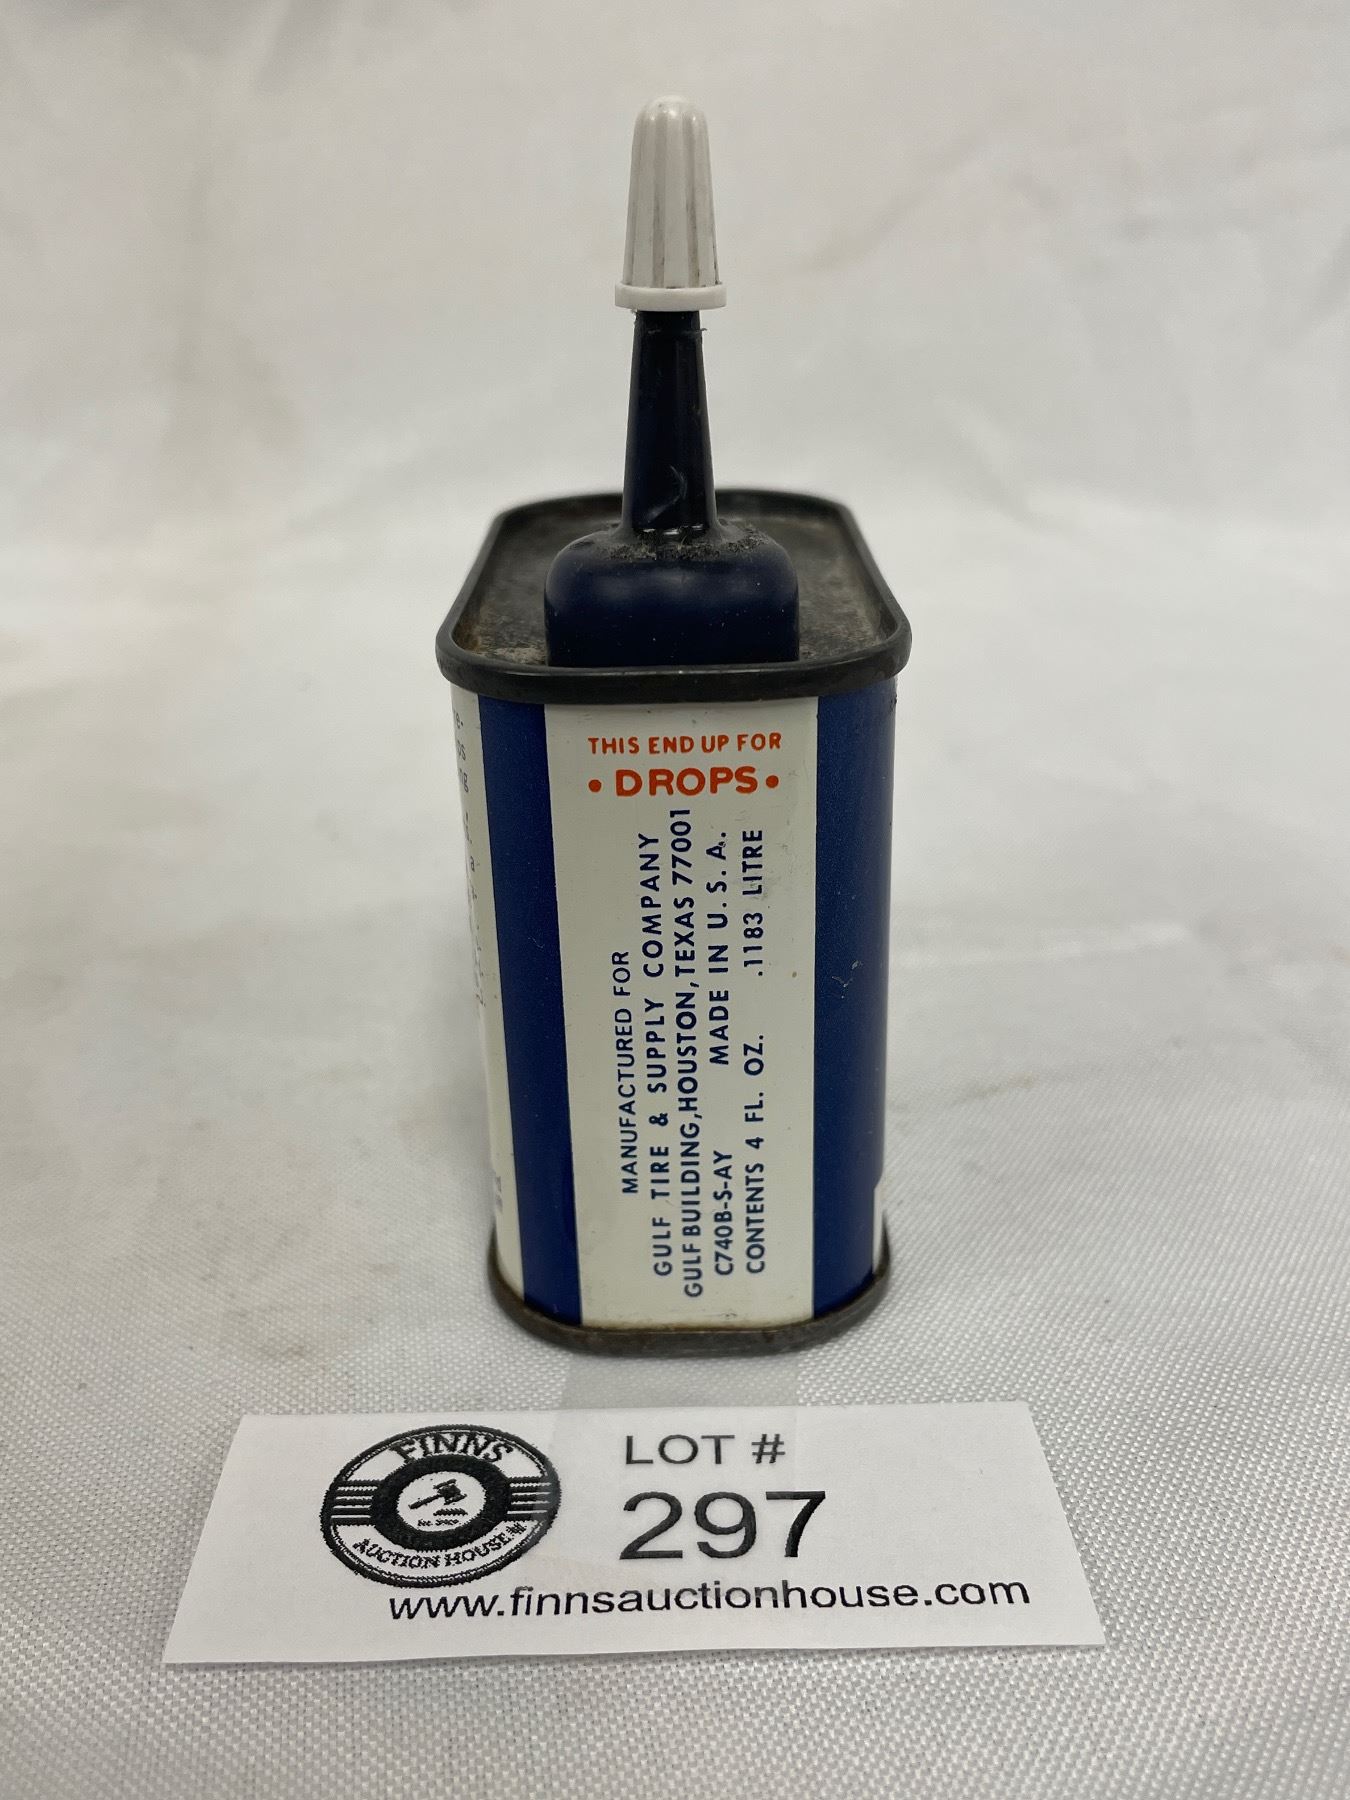 THIS END UP FOR
• DROPS •
MANUFACTURED FOR
GULF TIRE & SUPPLY COMPANY
GULF BUILDING, HOUSTON, TEXAS 77001
C740B-S-AY MADE IN U.S.A.
CONTENTS 4 FL. OZ. .1183 LITRE
FINNS
AUCTION HOUSE
LOT #
297
www.finnsauctionhouse.com